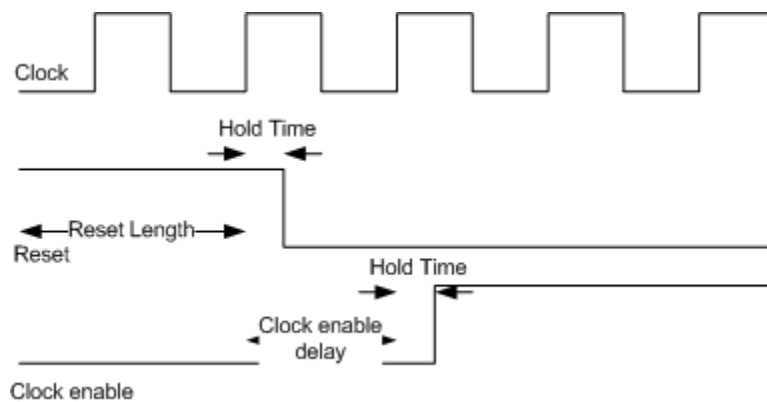 Clock
Hold Time
Reset Length
Reset
Hold Time
Clock enable
delay
Clock enable